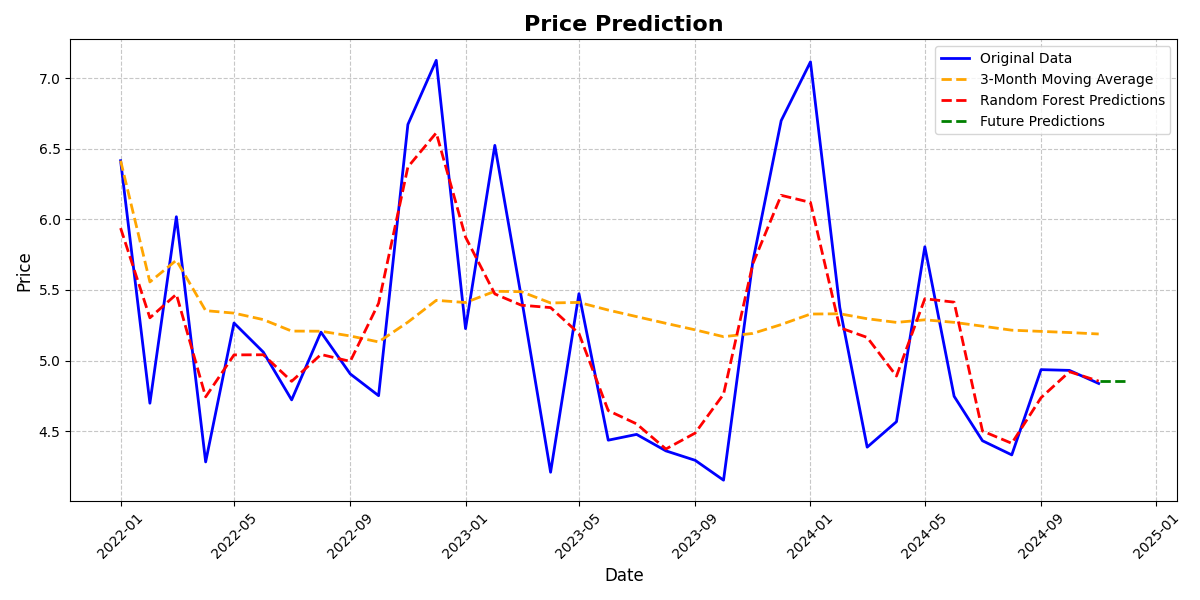 Price Prediction
Original Data
3-Month Moving Average
Random Forest Predictions
Future Predictions
7.0
6.5
6.0
5.5
5.0
4.5
Price
2022-01
2022-05
2022-09
2023-01
2023-05
2023-09
2024-01
2024-05
2024-09
2025-01
Date